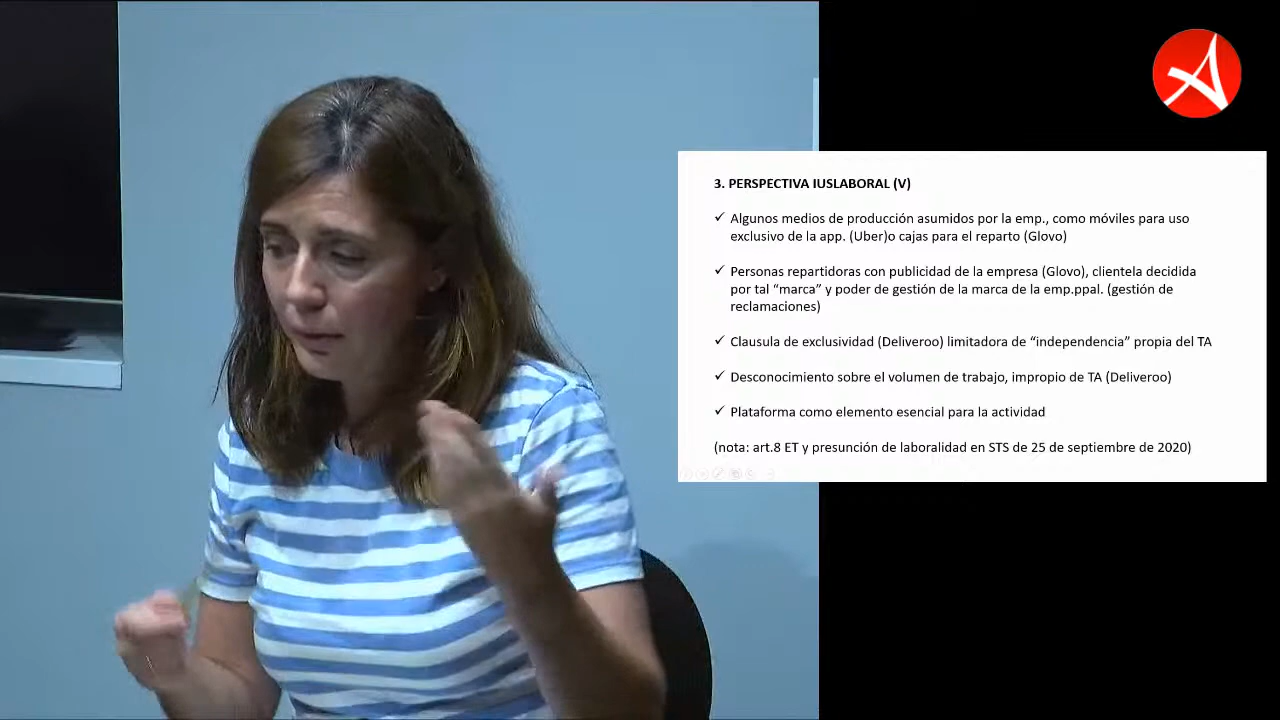 3. PERSPECTIVA IUSLABORAL (V)
✓ Algunos medios de producción asumidos por la emp., como móviles para uso
exclusivo de la app. (Uber)o cajas para el reparto (Glovo)
✓ Personas repartidoras con publicidad de la empresa (Glovo), clientela decidida
por tal “marca” y poder de gestión de la marca de la emp.ppal. (gestión de
reclamaciones)
✓ Clausula de exclusividad (Deliveroo) limitadora de “independencia” propia del TA
✓ Desconocimiento sobre el volumen de trabajo, impropio de TA (Deliveroo)
✓ Plataforma como elemento esencial para la actividad
(nota: art.8 ET y presunción de laboralidad en STS de 25 de septiembre de 2020)